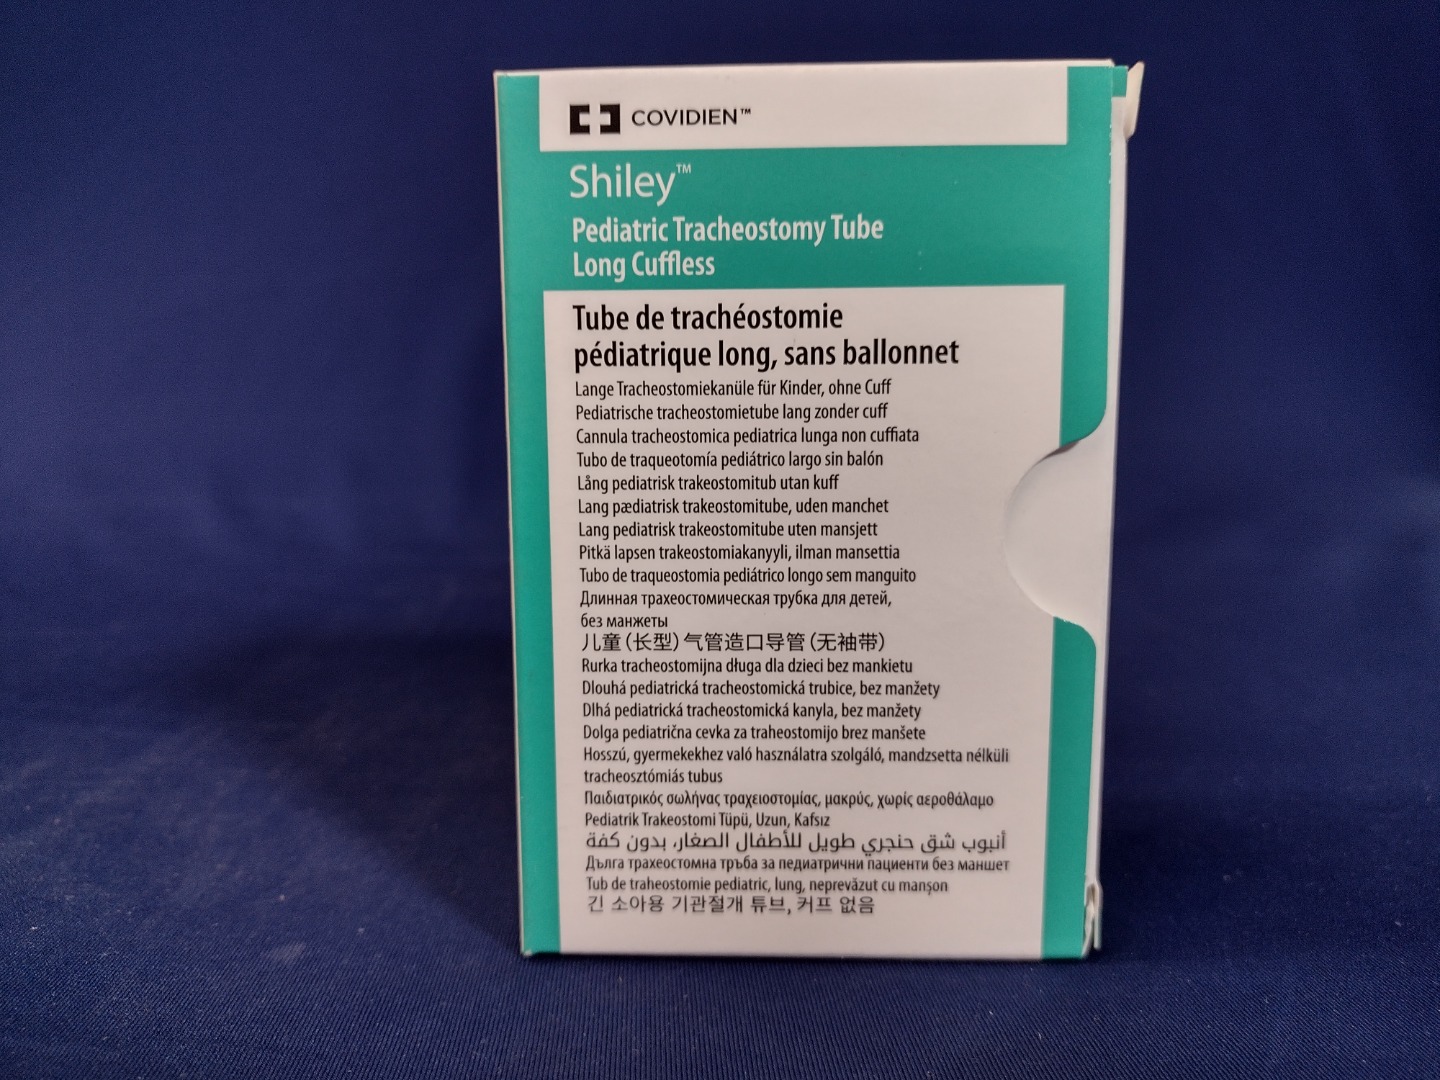 COVIDIEN™
Shiley™
Pediatric Tracheostomy Tube
Long Cuffless
Tube de trachéostomie
pédiatrique long, sans ballonnet
Lange Tracheostomiekanüle für Kinder, ohne Cuff
Pediatrische tracheostomietube lang zonder cuff
Cannula tracheostomica pediatrica lunga non cuffiata
Tubo de traqueotomía pediátrico largo sin balón
Lång pediatrisk trakeostomitub utan kuff
Lang pædiatrisk trakeostomitube, uden manchet
Lang pediatrisk trakeostomitube uten mansjett
Pitkä lapsen trakeostomiakanyyli, ilman mansettia
Tubo de traqueostomia pediátrico longo sem manguito
Длинная трахеостомическая трубка для детей,
без манжеты
儿童（长型）气管造口导管（无袖带）
Rurka tracheostomijna długa dla dzieci bez mankietu
Dlouhá pediatrická tracheostomická trubice, bez manžety
Dlhá pediatrická tracheostomická kanyla, bez manžety
Dolga pediatrična cevka za traheostomijo brez manšete
Hosszú, gyermekekhez való használatra szolgáló, mandzsetta nélküli
tracheosztómiás tubus
Παιδιατρικός σωλήνας τραχειοστομίας, μακρύς, χωρίς αεροθάλαμο
Pediatrik Trakeostomi Tüpü, Uzun, Kafsız
أنبوب شق حنجري طويل للأطفال الصغار، بدون كفة
Дълга трахеостомна тръба за педиатрични пациенти без маншет
Tub de traheostomie pediatric, lung, neprevăzut cu manșon
긴 소아용 기관절개 튜브, 커프 없음